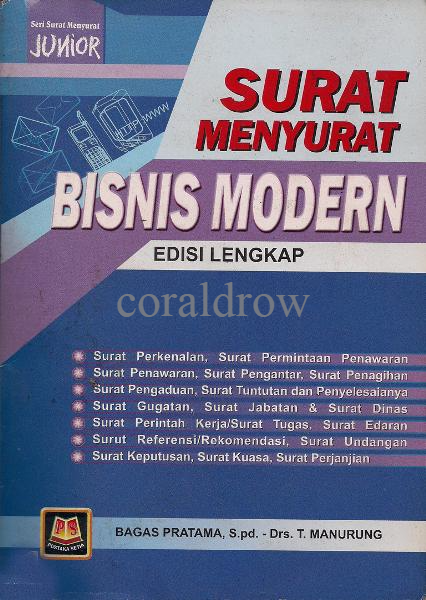 Seri Surat Menyurat
JUNIOR
WWW
SURAT
MENYURAT
BISNIS MODERN
EDISI LENGKAP
coraldrow
Surat Perkenalan, Surat Permintaan Penawaran
Surat Penawaran, Surat Pengantar, Surat Penagihan
Surat Pengaduan, Surat Tuntutan dan Penyelesaianya
Surat Gugatan, Surat Jabatan & Surat Dinas
Surat Perintah Kerja/Surat Tugas, Surat Edaran
Surut Referensi/Rekomendasi, Surat Undangan
Surat Keputusan, Surat Kuasa, Surat Perjanjian
PS
PUSTAKA SETIA
BAGAS PRATAMA, S.pd. - Drs. T. MANURUNG